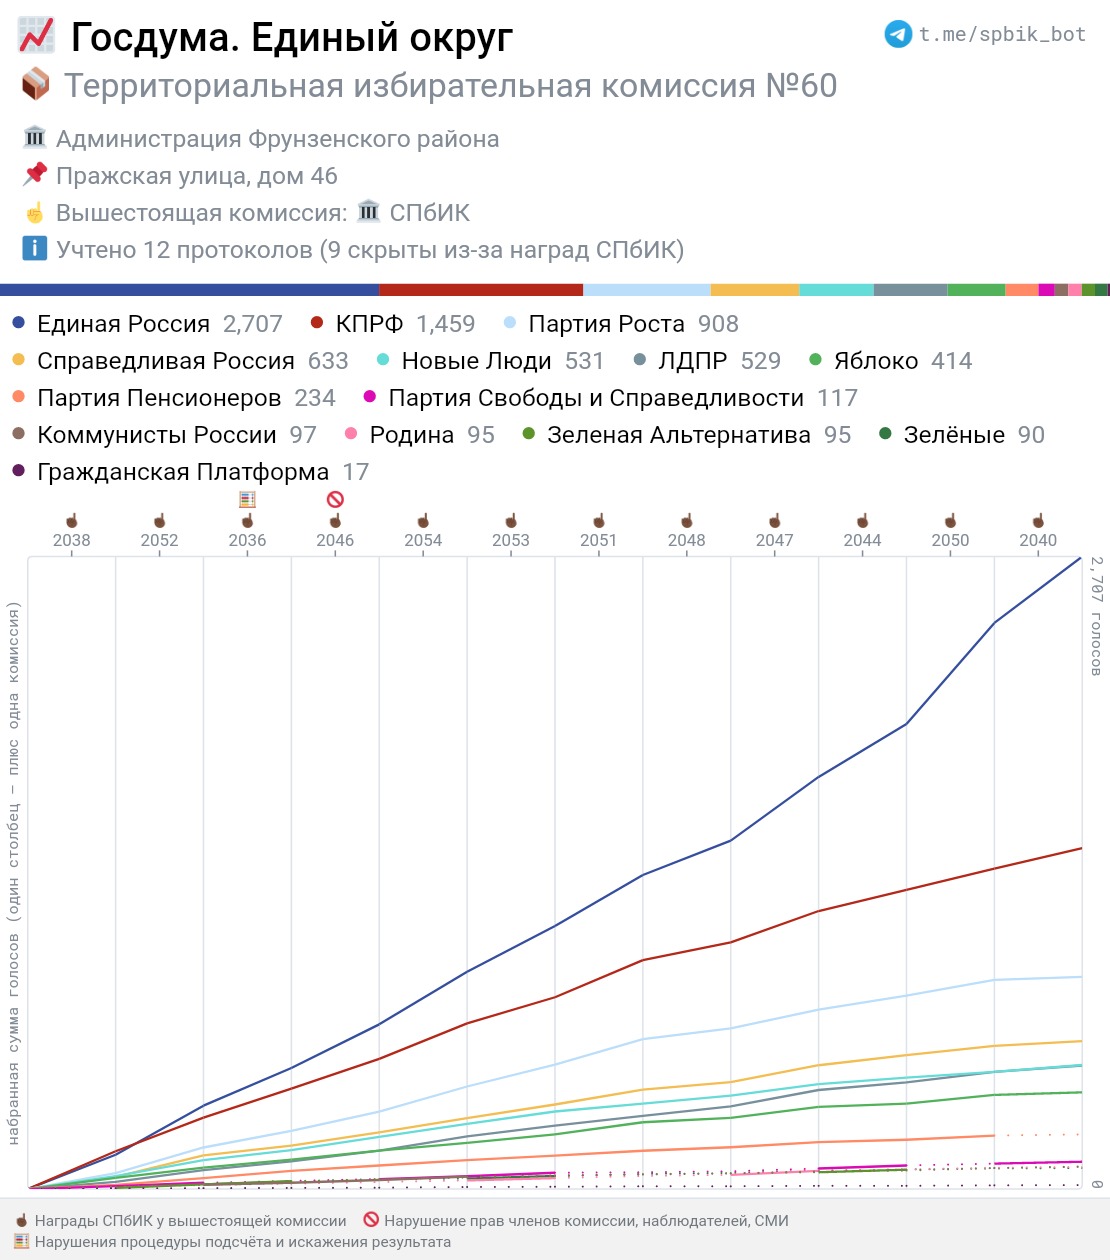 Госдума. Единый округ
t.me/spbik_bot
Территориальная избирательная комиссия №60
Администрация Фрунзенского района
Пражская улица, дом 46
Вышестоящая комиссия: СПбИК
Учтено 12 протоколов (9 скрыты из-за наград СПбИК)
Единая Россия 2,707 КПРФ 1,459 Партия Роста 908
Справедливая Россия 633 Новые Люди 531 ЛДПР 529 Яблоко 414
Партия Пенсионеров 234 Партия Свободы и Справедливости 117
Коммунисты России 97 Родина 95 Зеленая Альтернатива 95 Зелёные 90
Гражданская Платформа 17
2038 2052 2036 2046 2054 2053 2051 2048 2047 2044 2050 2040
набранная сумма голосов (один столбец — плюс одна комиссия)
2,707 голосов
0
Награды СПбИК у вышестоящей комиссии Нарушение прав членов комиссии, наблюдателей, СМИ
Нарушения процедуры подсчёта и искажения результата